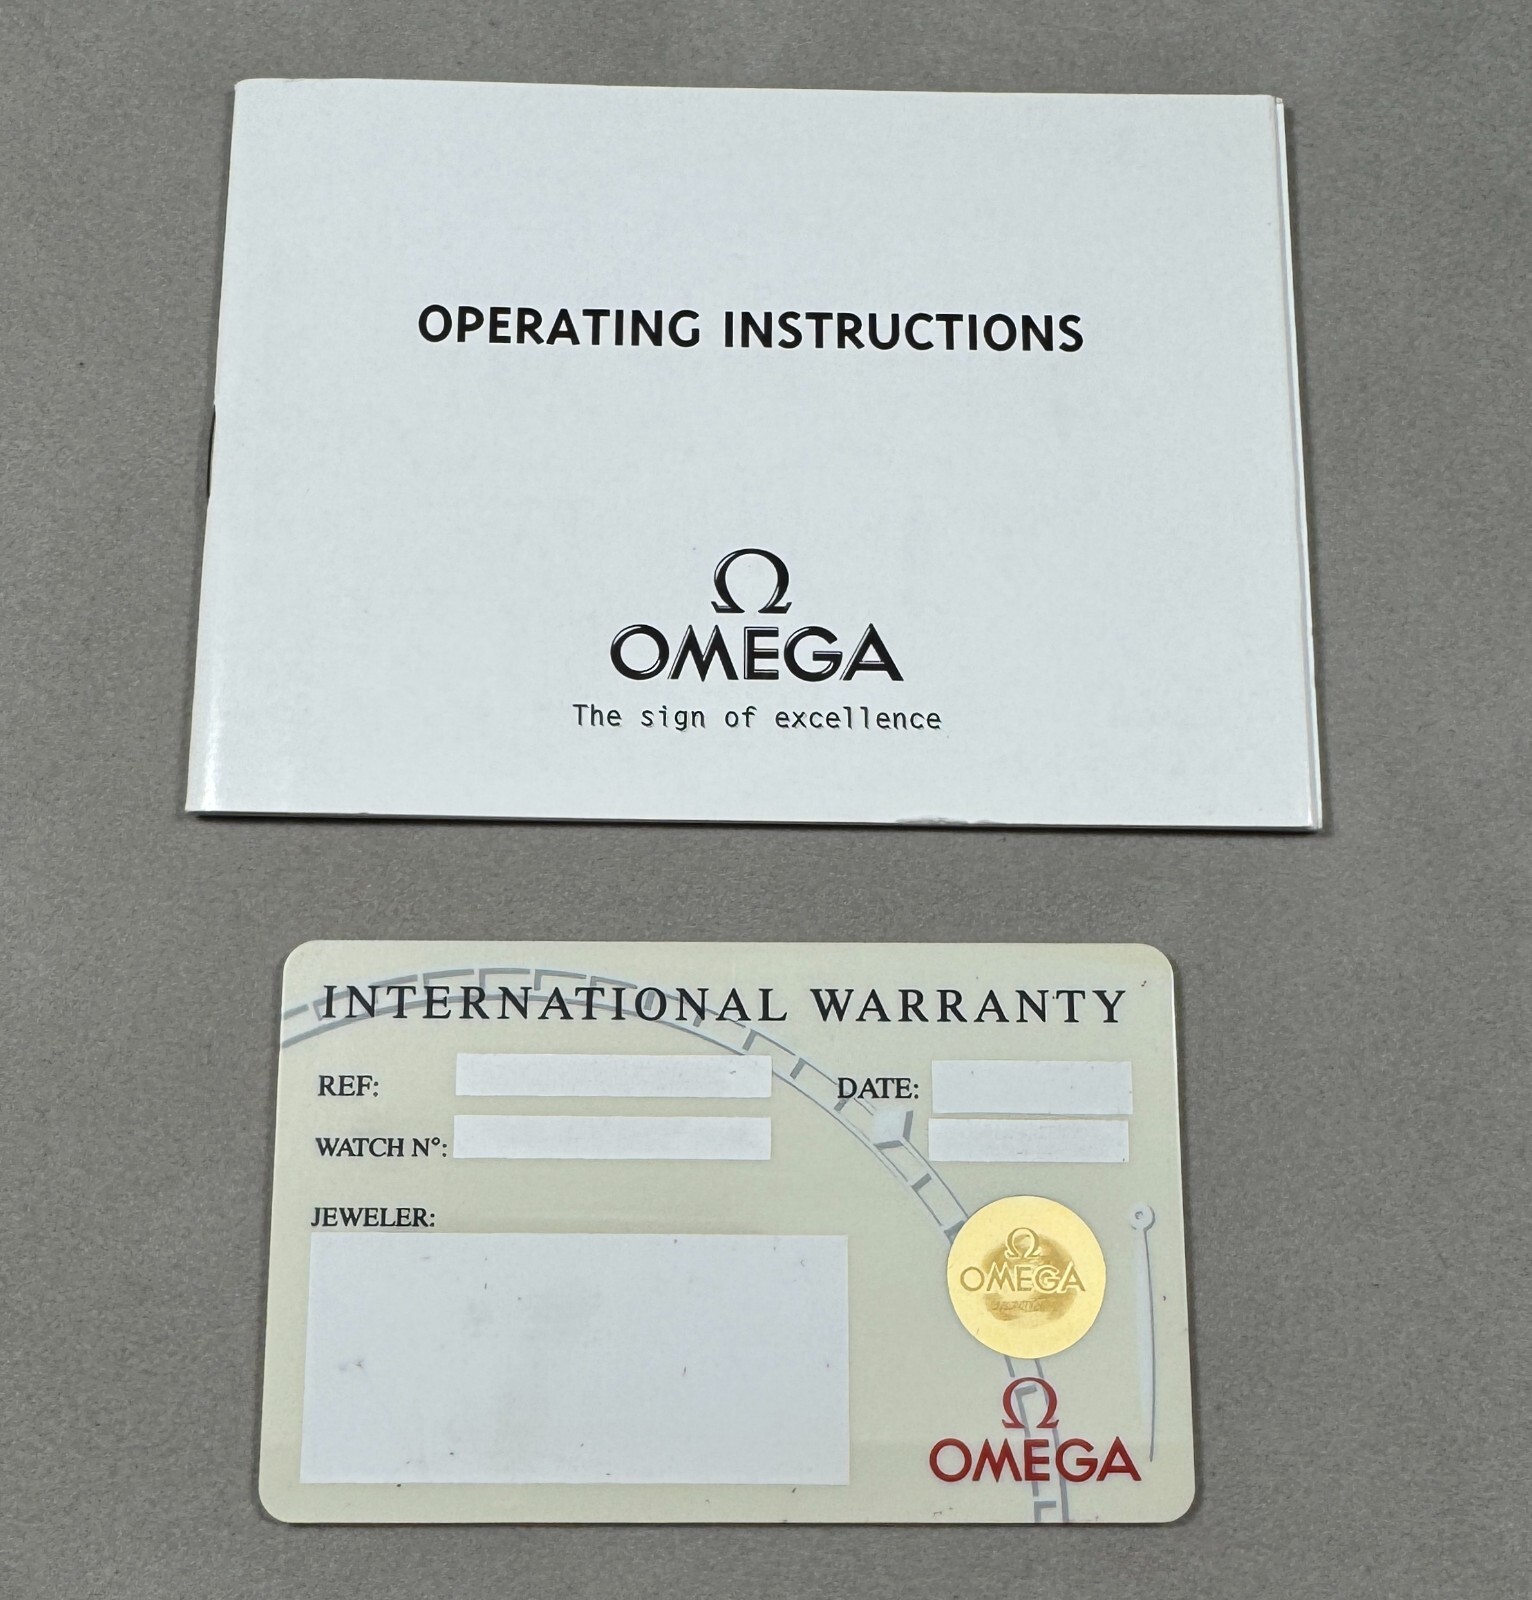 OPERATING INSTRUCTIONS
Ω
OMEGA
The sign of excellence
INTERNATIONAL WARRANTY
REF:
DATE:
WATCH N°:
JEWELER:
Ω
OMEGA
Ω
OMEGA